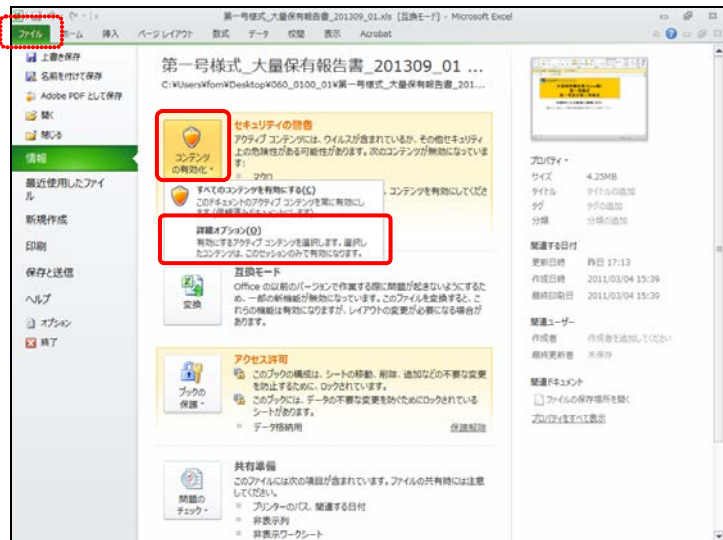 第一号様式_大量保有報告書_201309_01.xls [互換モード] - Microsoft Excel
ファイル ホーム 挿入 ページレイアウト 数式 データ 校閲 表示 Acrobat
上書き保存
名前を付けて保存
Adobe PDF として保存
開く
閉じる
情報
最近使用したファイ
ル
新規作成
印刷
保存と送信
ヘルプ
オプション
終了
第一号様式_大量保有報告書_201309_01 ...
C:¥Users¥fom¥Desktop¥060_0100_01¥第一号様式_大量保有報告書_201...
コンテンツ
の有効化
セキュリティの警告
アクティブ コンテンツには、ウイルスが含まれているか、その他セキュリティ
上の危険性がある可能性があります。次のコンテンツが無効になっていま
す:
マクロ
、コンテンツを有効にしてくださ
すべてのコンテンツを有効にする(C)
このドキュメントのアクティブ コンテンツを常に有効にし
詳細オプション(O)
有効にするアクティブ コンテンツを選択します。選択し
たコンテンツは、このセッションのみで有効になります。
変換
互換モード
Office の以前のバージョンで作業する際に問題が起きないようにするた
め、一部の新機能が無効になっています。このファイルを変換すると、こ
れらの機能は有効になりますが、レイアウトの変更が必要になる場合が
あります。
ブックの
保護
アクセス許可
このブックの構成は、シートの移動、削除、追加などの不要な変更
を防止するために、ロックされています。
このブックには、データの不要な変更を防ぐためにロックされている
シートがあります。
データ格納用 保護解除
問題の
チェック
共有準備
このファイルには次の項目が含まれています。ファイルの共有時には注意
してください。
プリンターのパス、関連する日付
非表示列
非表示ワークシート
プロパティ
サイズ 4.25MB
タイトル タイトルの追加
タグ タグの追加
分類 分類の追加
関連する日付
更新日時 昨日 17:13
作成日時 2011/03/04 15:39
最終印刷日 2011/03/04 15:39
関連ユーザー
作成者 作成者を追加してください
最終更新者 未保存
関連ドキュメント
ファイルの保存場所を開く
プロパティをすべて表示